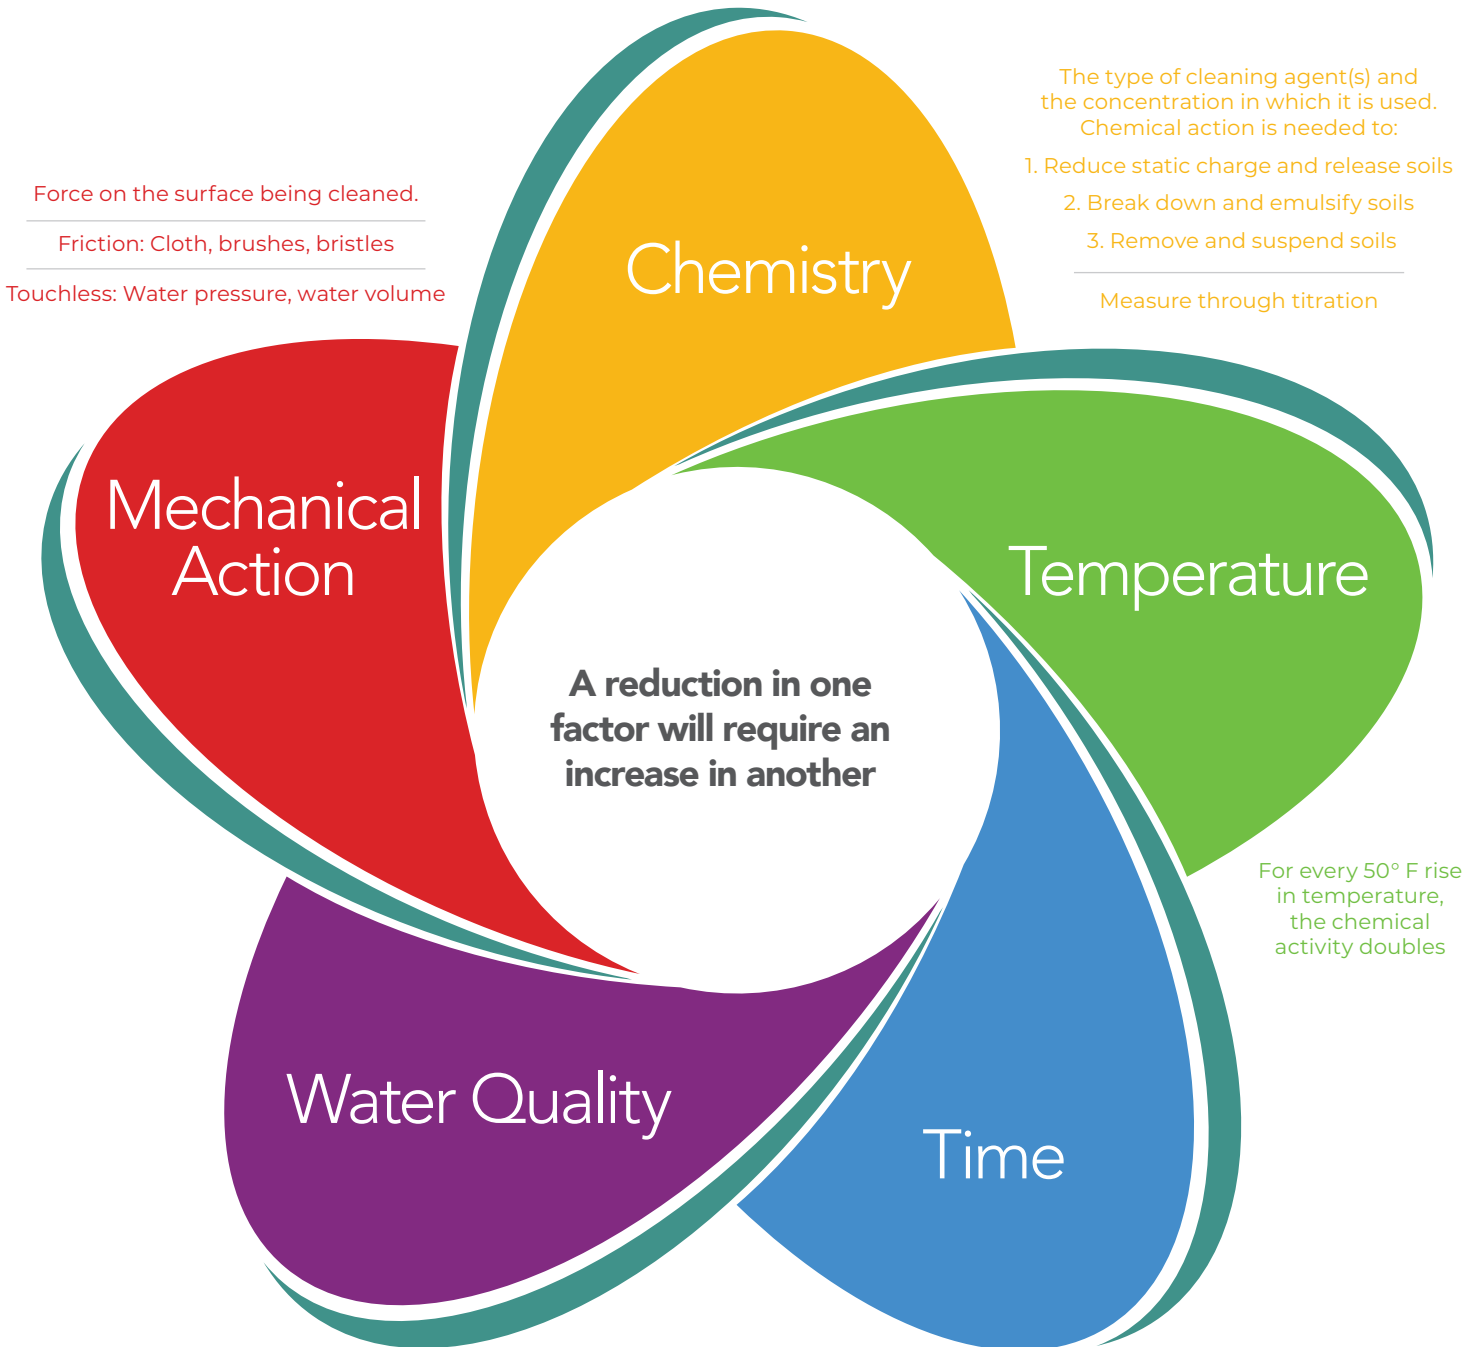 The type of cleaning agent(s) and
the concentration in which it is used.
Chemical action is needed to:
1. Reduce static charge and release soils
2. Break down and emulsify soils
3. Remove and suspend soils
Measure through titration
Force on the surface being cleaned.
Friction: Cloth, brushes, bristles
Touchless: Water pressure, water volume
Chemistry
Mechanical
Action
Temperature
A reduction in one
factor will require an
increase in another
For every 50° F rise
in temperature,
the chemical
activity doubles
Water Quality
Time